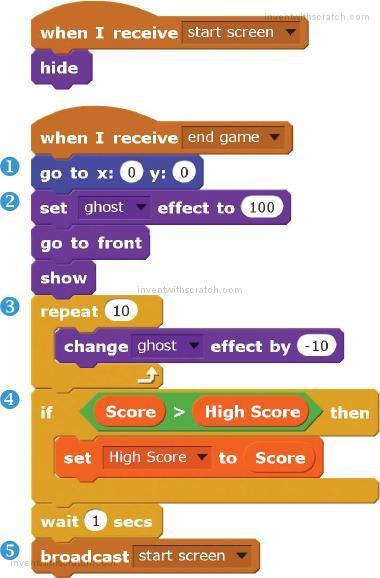 inventwithscratch.com
when I receive start screen
hide
when I receive end game
1 go to x: 0 y: 0
2 set ghost effect to 100
go to front
show
inventwithscratch.com
3 repeat 10
change ghost effect by -10
4 if Score > High Score then
set High Score to Score
wait 1 secs
5 broadcast start screen
inventwithscratch.com